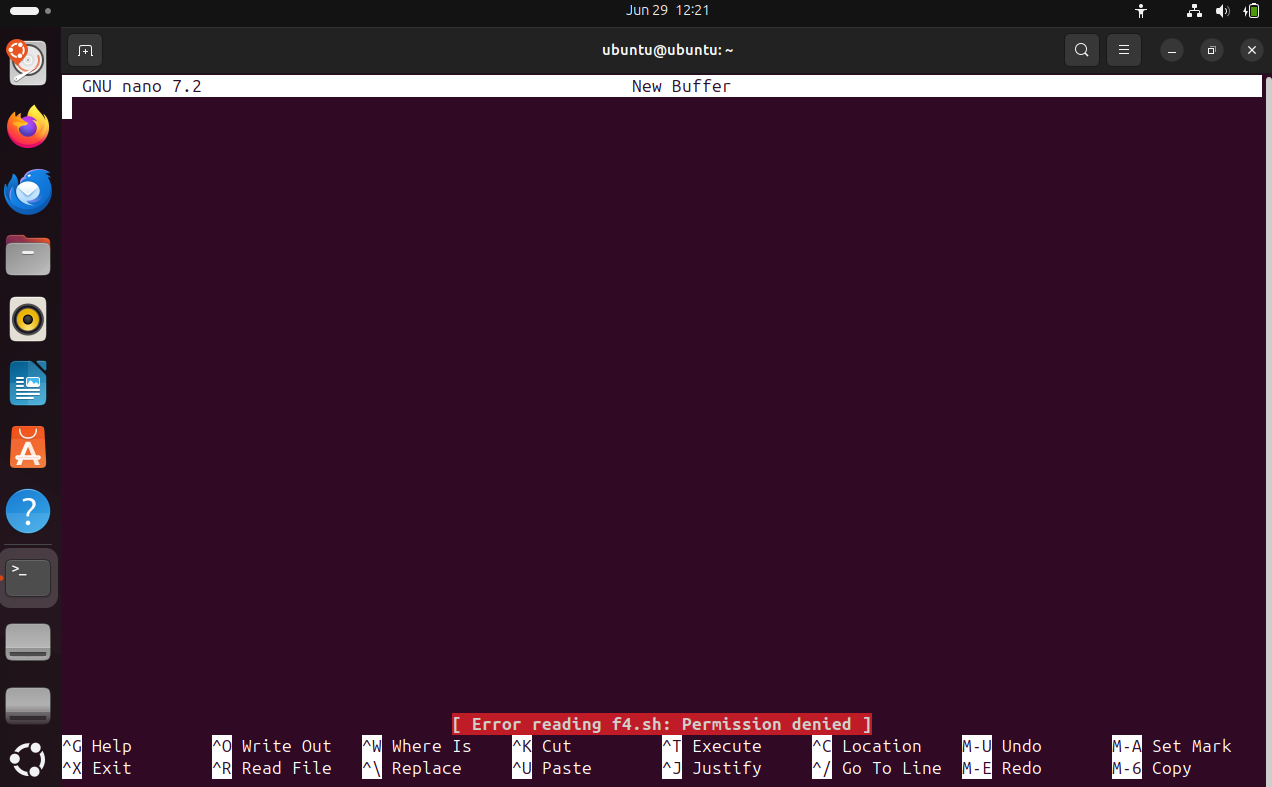 Jun 29 12:21
ubuntu@ubuntu: ~
GNU nano 7.2 New Buffer
[ Error reading f4.sh: Permission denied ]
^G Help ^O Write Out ^W Where Is ^K Cut ^T Execute ^C Location M-U Undo M-A Set Mark
^X Exit ^R Read File ^\ Replace ^U Paste ^J Justify ^/ Go To Line M-E Redo M-6 Copy